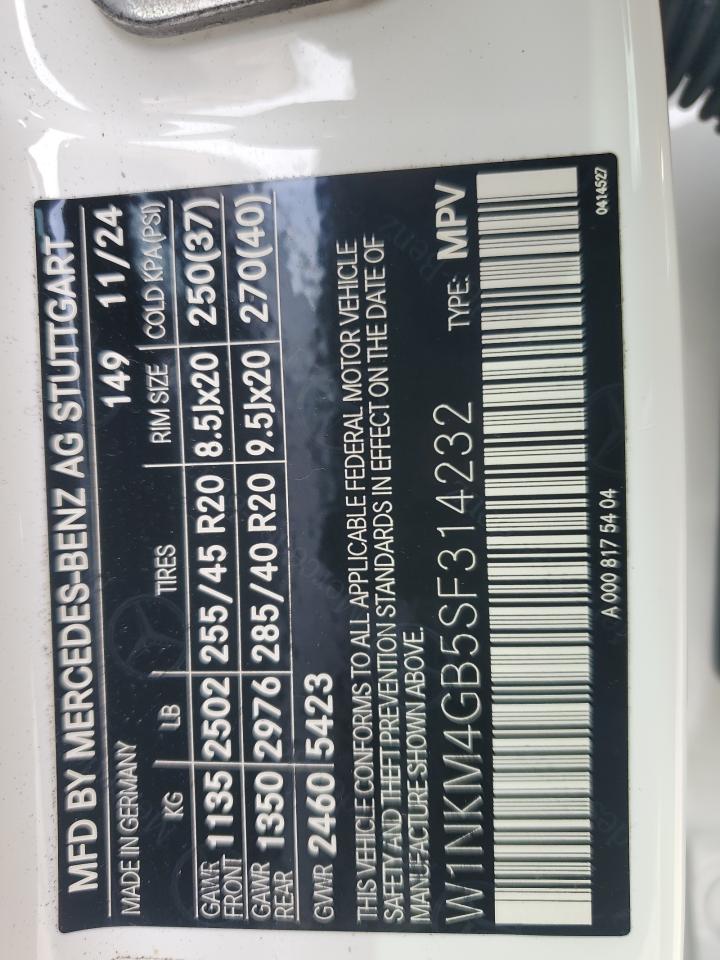 MFD BY MERCEDES-BENZ AG STUTTGART
MADE IN GERMANY 149 11/24
KG LB TIRES RIM SIZE COLD KPA(PSI)
GAWR FRONT 1135 2502 255/45 R20 8.5Jx20 250(37)
GAWR REAR 1350 2976 285/40 R20 9.5Jx20 270(40)
GVWR 2460 5423
THIS VEHICLE CONFORMS TO ALL APPLICABLE FEDERAL MOTOR VEHICLE
SAFETY AND THEFT PREVENTION STANDARDS IN EFFECT ON THE DATE OF
MANUFACTURE SHOWN ABOVE.
W1NKM4GB5SF314232 TYPE: MPV
A 000 817 54 04
0414527